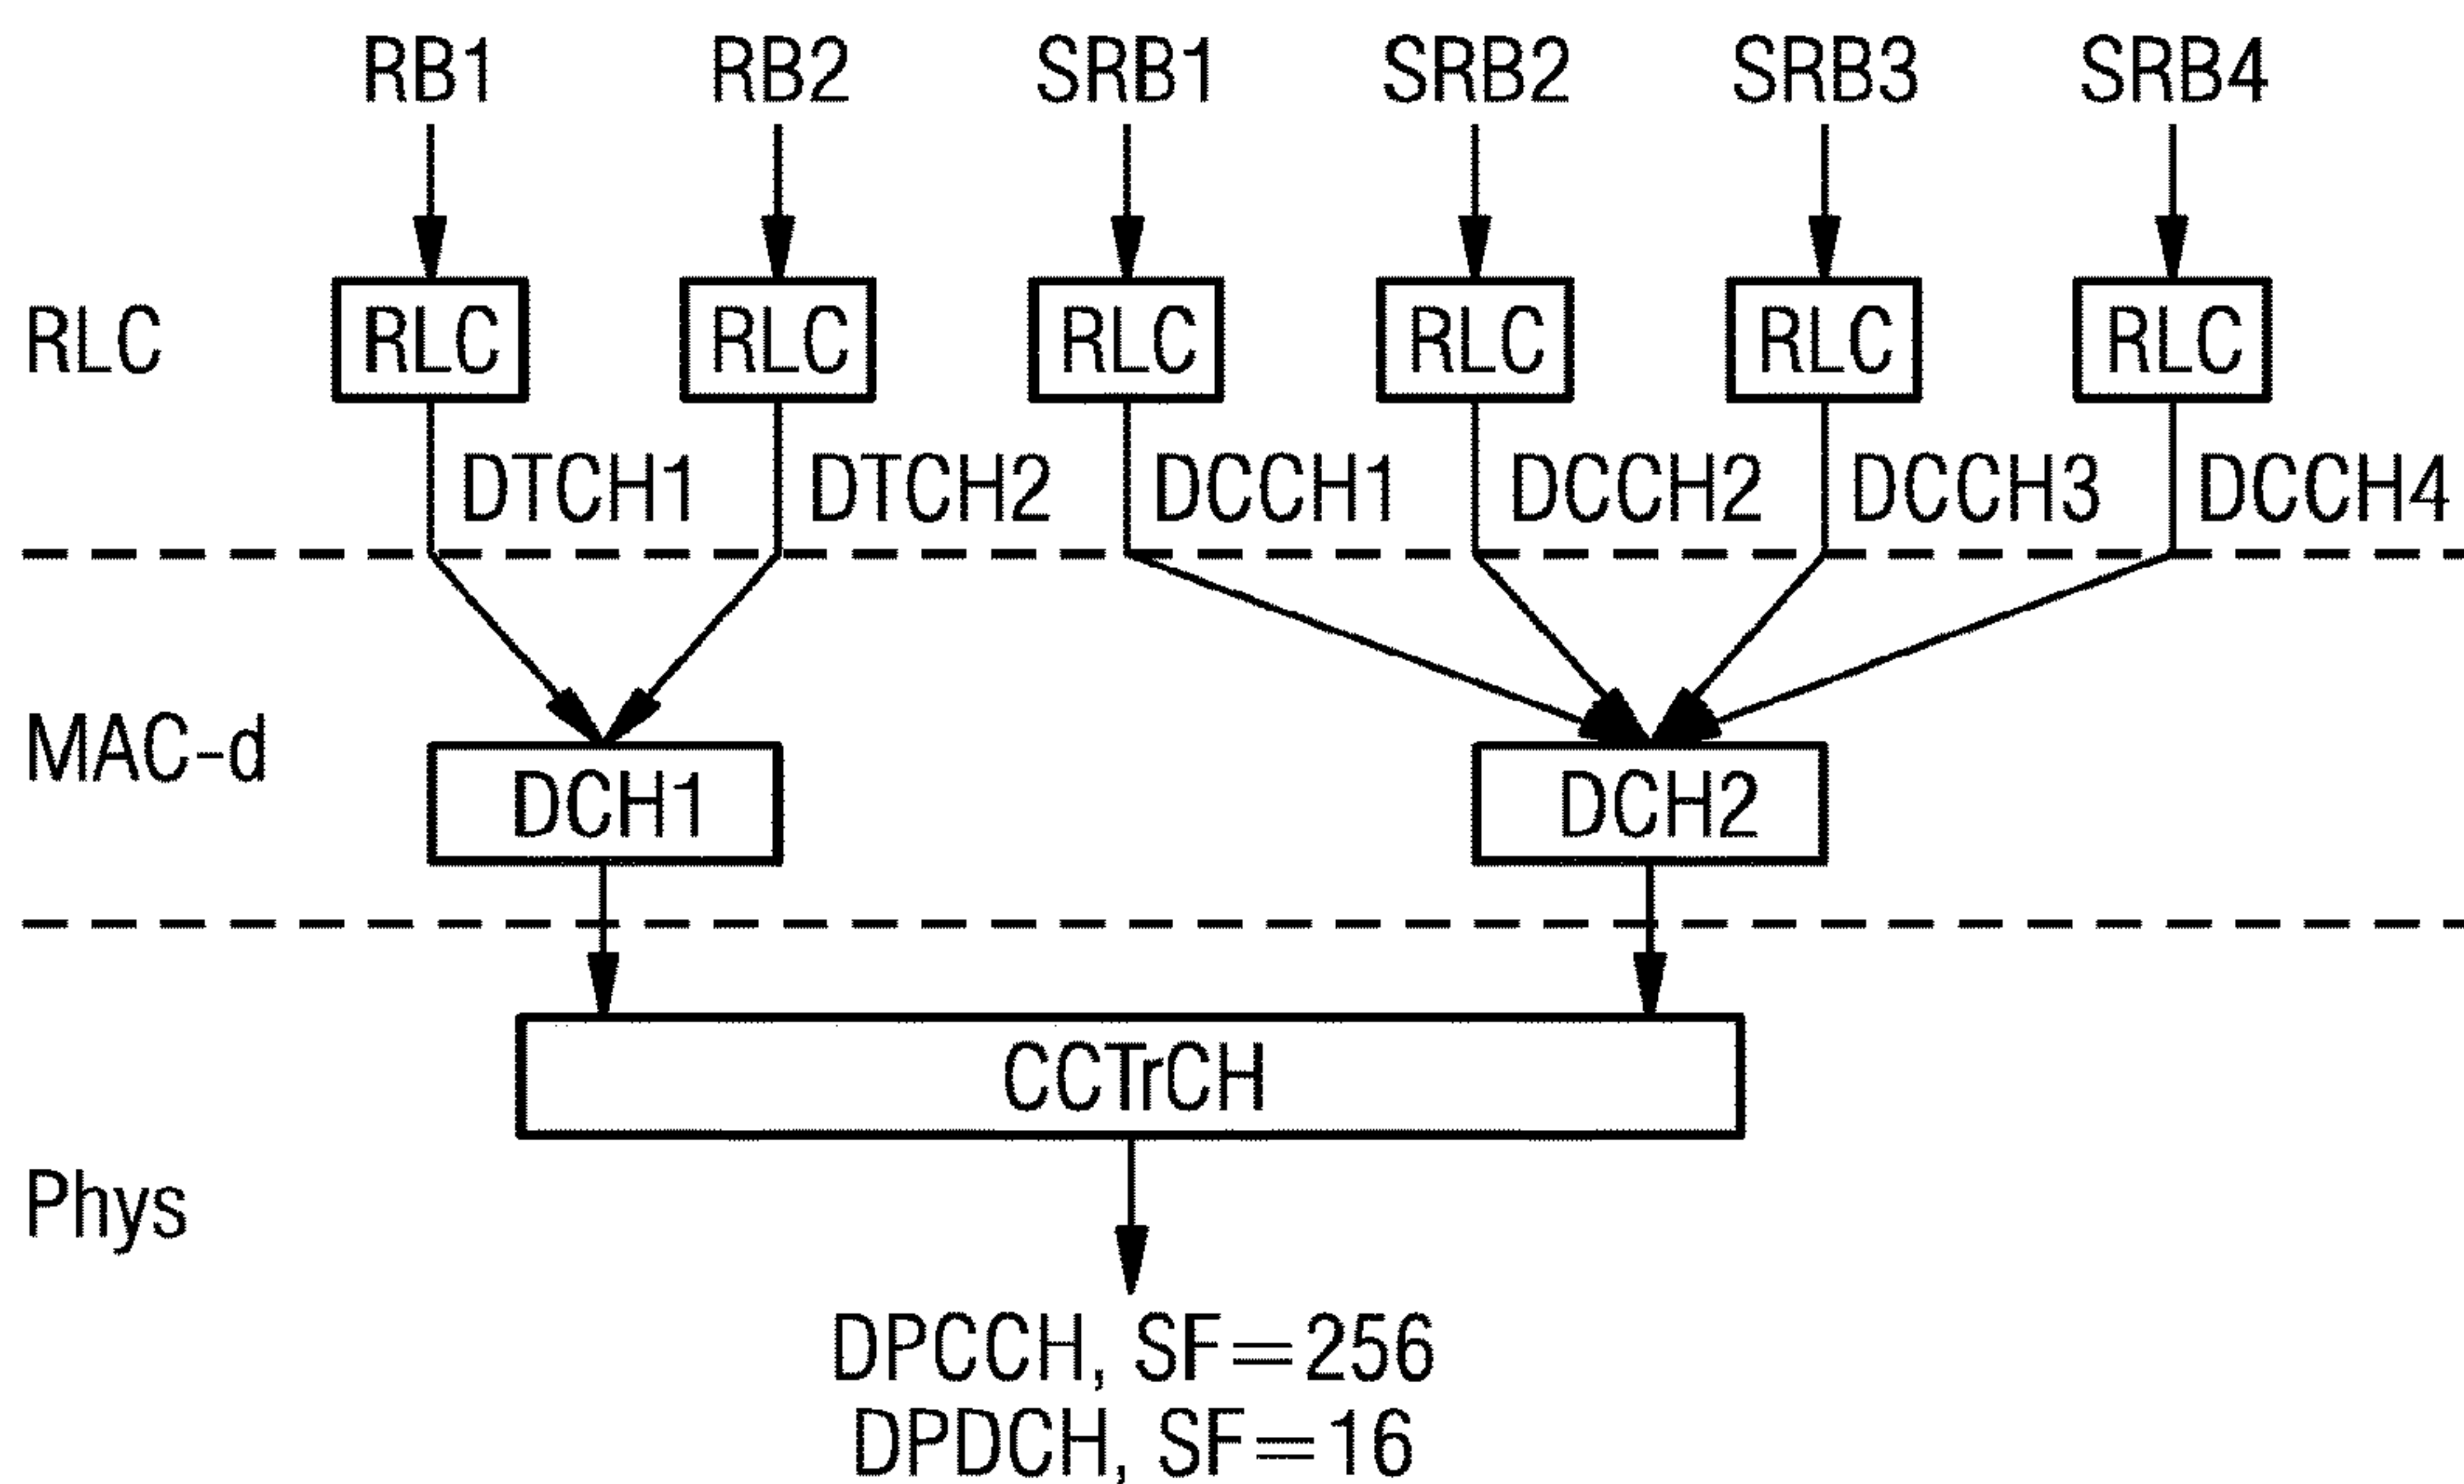 RB1 RB2 SRB1 SRB2 SRB3 SRB4
RLC RLC RLC RLC RLC RLC RLC
DTCH1 DTCH2 DCCH1 DCCH2 DCCH3 DCCH4
MAC-d
DCH1 DCH2
CCTrCH
Phys
DPCCH, SF=256
DPDCH, SF=16